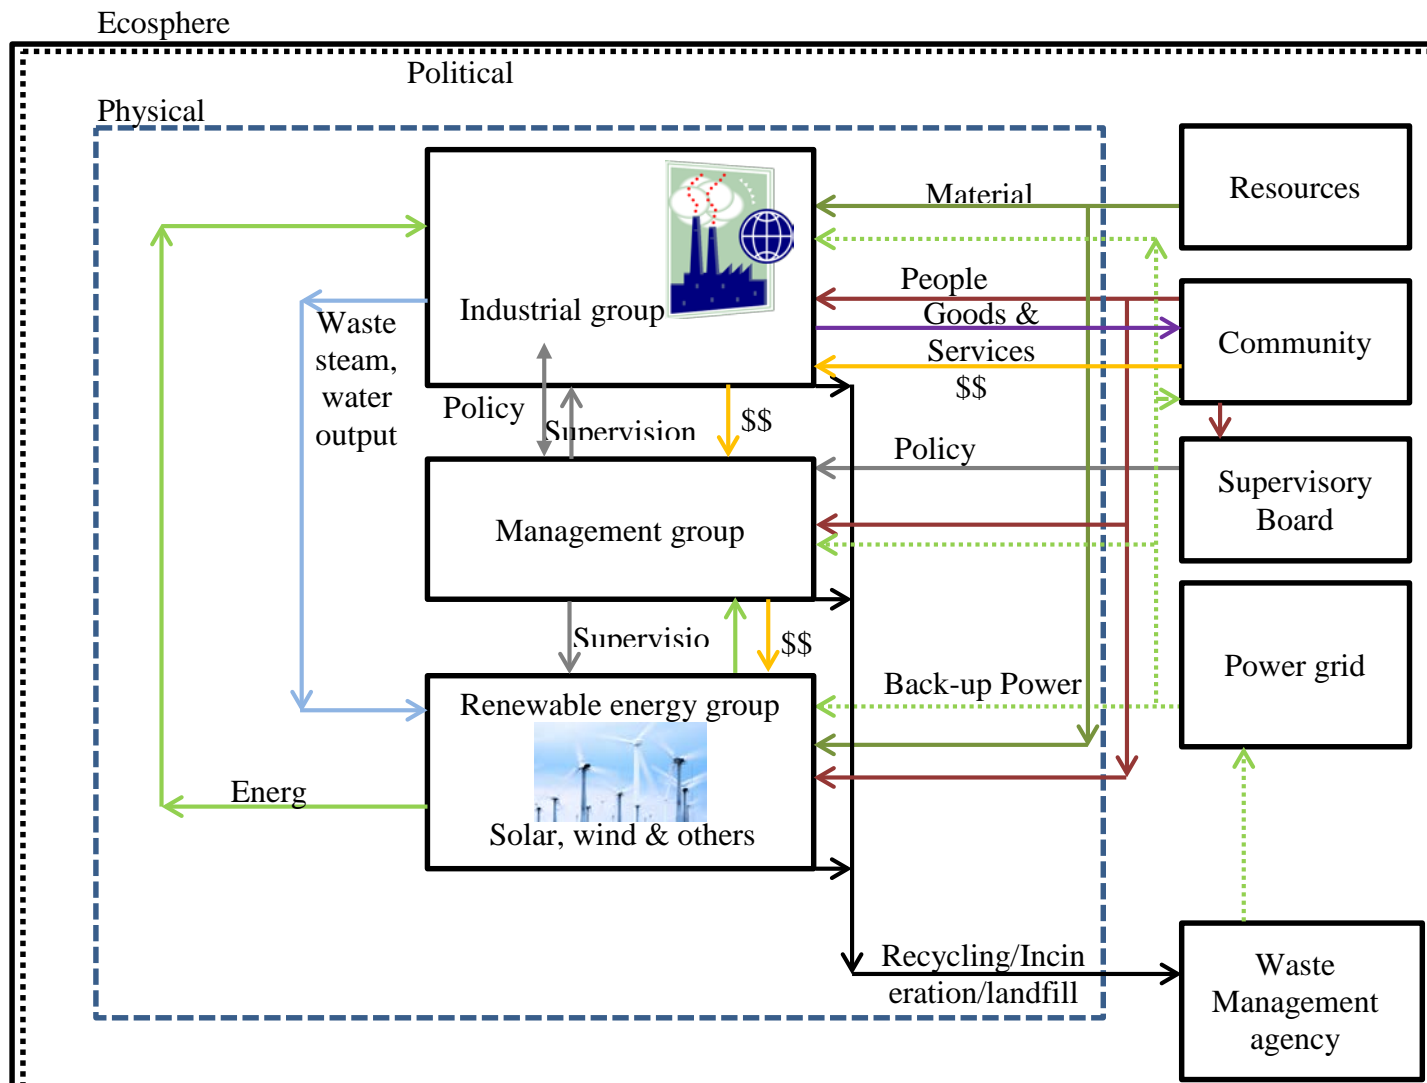 Ecosphere
Political
Physical
Resources
Material
People
Industrial group
Goods &
Services
$$
Community
Waste
steam,
water
output
Policy
Supervision
$$
Policy
Supervisory
Board
Management group
Supervisio
$$
Power grid
Back-up Power
Renewable energy group
Energ
Solar, wind & others
Recycling/Incin
eration/landfill
Waste
Management
agency